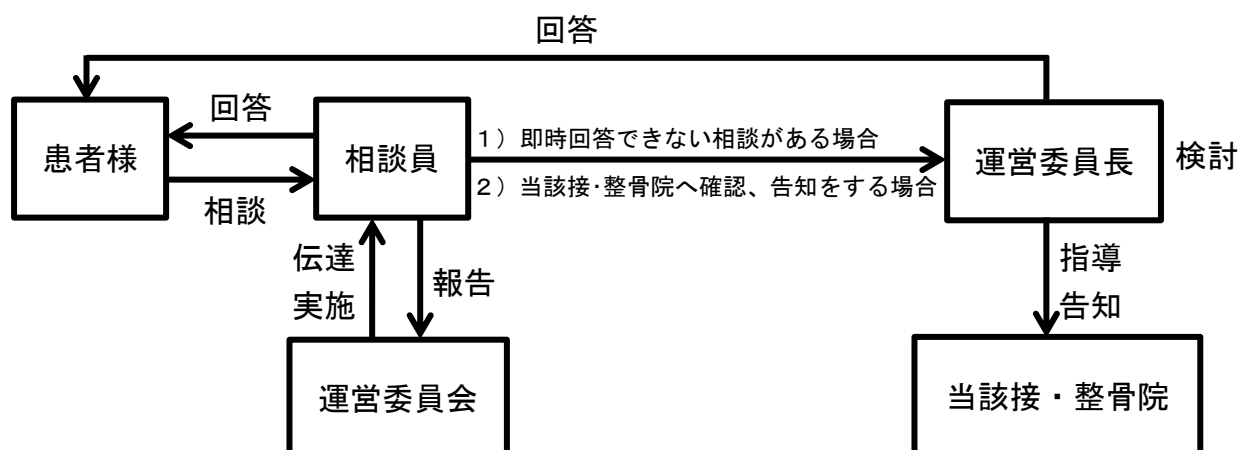 回答
患者様
回答
相談
相談員
1）即時回答できない相談がある場合
2）当該接･整骨院へ確認、告知をする場合
運営委員長
検討
伝達
実施
報告
指導
告知
運営委員会
当該接・整骨院